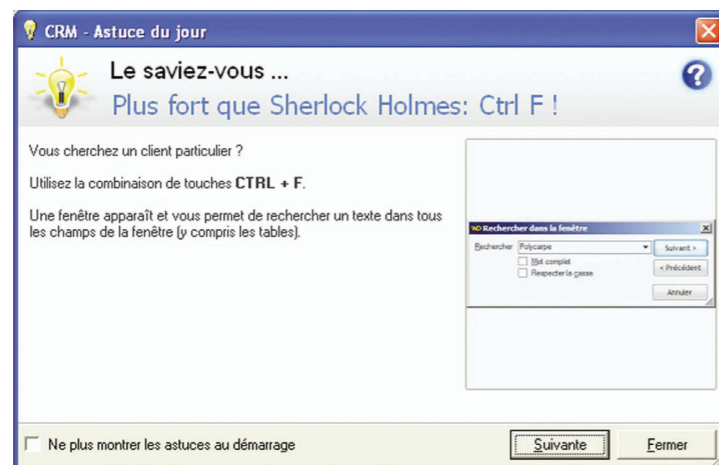 CRM - Astuce du jour
Le saviez-vous ...
Plus fort que Sherlock Holmes: Ctrl F !
Vous cherchez un client particulier ?
Utilisez la combinaison de touches CTRL + F.
Une fenêtre apparaît et vous permet de rechercher un texte dans tous
les champs de la fenêtre (y compris les tables).
Rechercher dans la fenêtre
Rechercher Polycarpe Suivant >
Mot complet
Respecter la casse
< Précédent
Annuler
Ne plus montrer les astuces au démarrage
Suivante Fermer